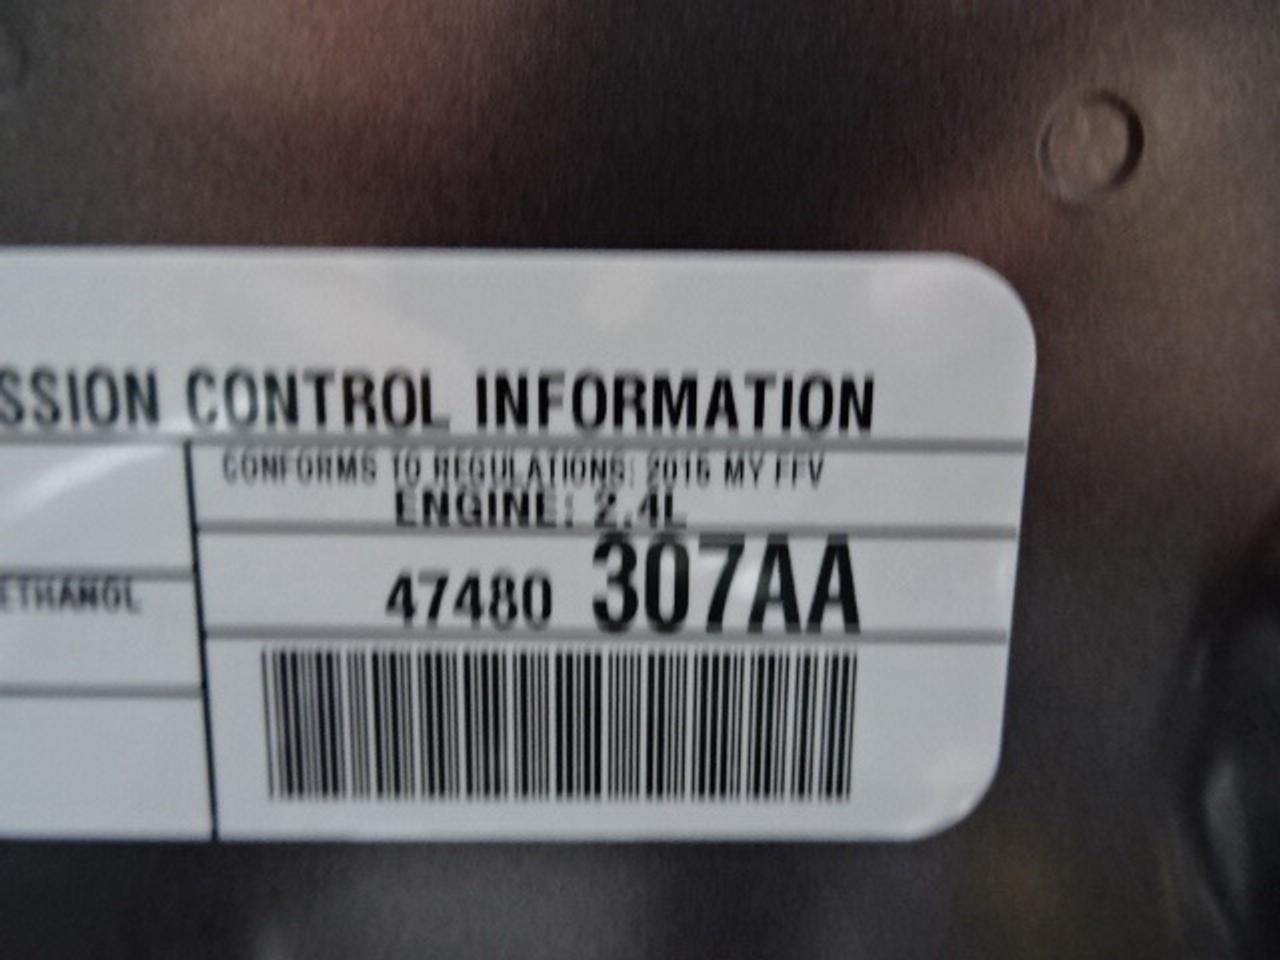 SSION CONTROL INFORMATION
CONFORMS TO REGULATIONS: 2015 MY FFV
ENGINE: 2.4L
ETHANOL
47480 307AA